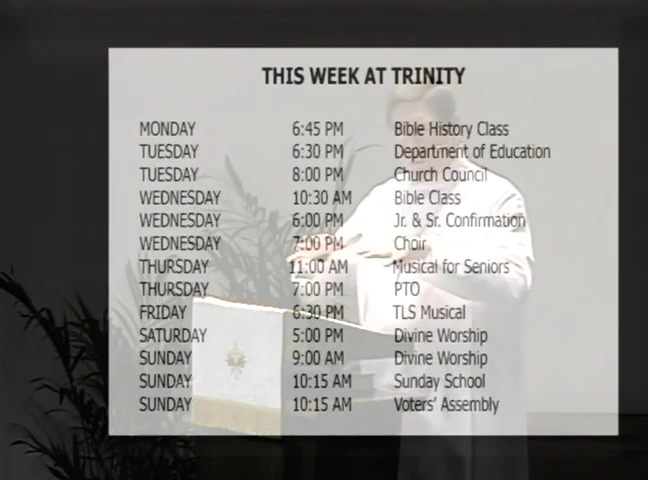 THIS WEEK AT TRINITY
MONDAY 6:45 PM Bible History Class
TUESDAY 6:30 PM Department of Education
TUESDAY 8:00 PM Church Council
WEDNESDAY 10:30 AM Bible Class
WEDNESDAY 6:00 PM Jr. & Sr. Confirmation
WEDNESDAY 7:00 PM Choir
THURSDAY 11:00 AM Musical for Seniors
THURSDAY 7:00 PM PTO
FRIDAY 6:30 PM TLS Musical
SATURDAY 5:00 PM Divine Worship
SUNDAY 9:00 AM Divine Worship
SUNDAY 10:15 AM Sunday School
SUNDAY 10:15 AM Voters' Assembly